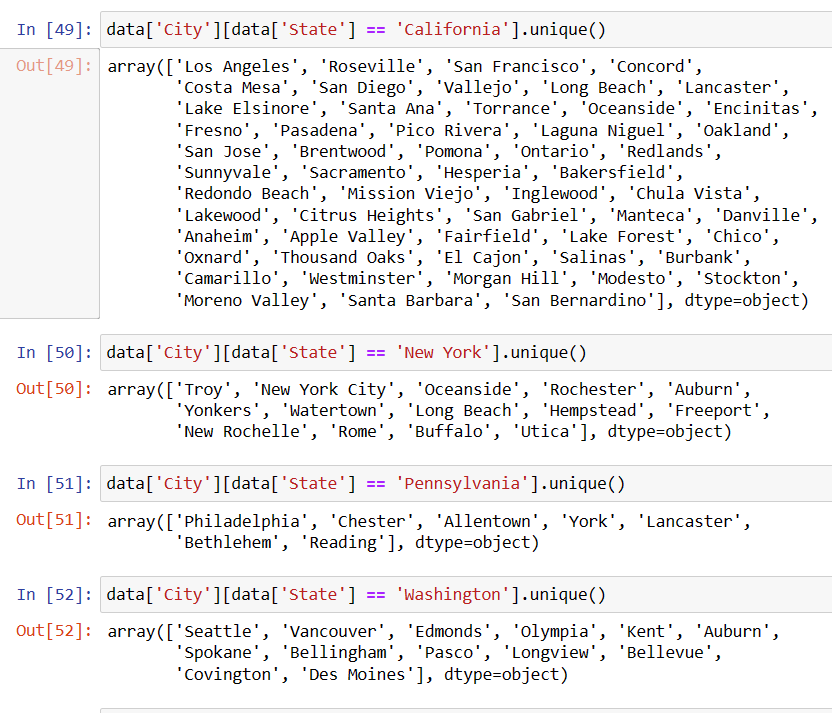 In [49]: data['City'][data['State'] == 'California'].unique()
Out[49]: array(['Los Angeles', 'Roseville', 'San Francisco', 'Concord',
'Costa Mesa', 'San Diego', 'Vallejo', 'Long Beach', 'Lancaster',
'Lake Elsinore', 'Santa Ana', 'Torrance', 'Oceanside', 'Encinitas',
'Fresno', 'Pasadena', 'Pico Rivera', 'Laguna Niguel', 'Oakland',
'San Jose', 'Brentwood', 'Pomona', 'Ontario', 'Redlands',
'Sunnyvale', 'Sacramento', 'Hesperia', 'Bakersfield',
'Redondo Beach', 'Mission Viejo', 'Inglewood', 'Chula Vista',
'Lakewood', 'Citrus Heights', 'San Gabriel', 'Manteca', 'Danville',
'Anaheim', 'Apple Valley', 'Fairfield', 'Lake Forest', 'Chico',
'Oxnard', 'Thousand Oaks', 'El Cajon', 'Salinas', 'Burbank',
'Camarillo', 'Westminster', 'Morgan Hill', 'Modesto', 'Stockton',
'Moreno Valley', 'Santa Barbara', 'San Bernardino'], dtype=object)
In [50]: data['City'][data['State'] == 'New York'].unique()
Out[50]: array(['Troy', 'New York City', 'Oceanside', 'Rochester', 'Auburn',
'Yonkers', 'Watertown', 'Long Beach', 'Hempstead', 'Freeport',
'New Rochelle', 'Rome', 'Buffalo', 'Utica'], dtype=object)
In [51]: data['City'][data['State'] == 'Pennsylvania'].unique()
Out[51]: array(['Philadelphia', 'Chester', 'Allentown', 'York', 'Lancaster',
'Bethlehem', 'Reading'], dtype=object)
In [52]: data['City'][data['State'] == 'Washington'].unique()
Out[52]: array(['Seattle', 'Vancouver', 'Edmonds', 'Olympia', 'Kent', 'Auburn',
'Spokane', 'Bellingham', 'Pasco', 'Longview', 'Bellevue',
'Covington', 'Des Moines'], dtype=object)